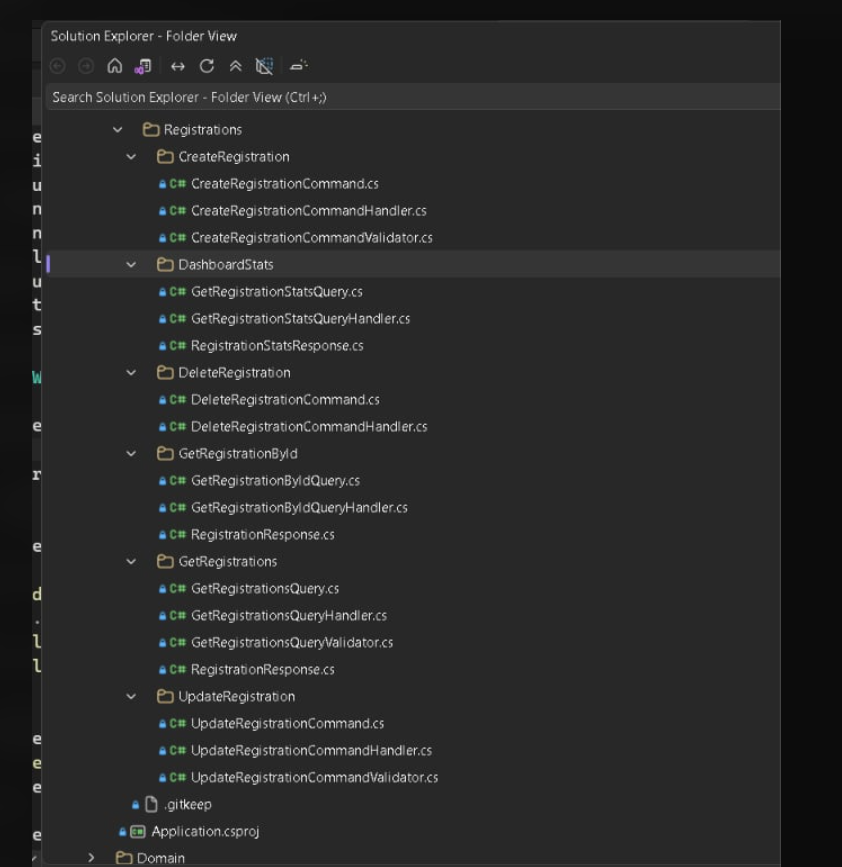 Solution Explorer - Folder View
Search Solution Explorer - Folder View (Ctrl+;)
Registrations
CreateRegistration
C# CreateRegistrationCommand.cs
C# CreateRegistrationCommandHandler.cs
C# CreateRegistrationCommandValidator.cs
DashboardStats
C# GetRegistrationStatsQuery.cs
C# GetRegistrationStatsQueryHandler.cs
C# RegistrationStatsResponse.cs
DeleteRegistration
C# DeleteRegistrationCommand.cs
C# DeleteRegistrationCommandHandler.cs
GetRegistrationById
C# GetRegistrationByIdQuery.cs
C# GetRegistrationByIdQueryHandler.cs
C# RegistrationResponse.cs
GetRegistrations
C# GetRegistrationsQuery.cs
C# GetRegistrationsQueryHandler.cs
C# GetRegistrationsQueryValidator.cs
C# RegistrationResponse.cs
UpdateRegistration
C# UpdateRegistrationCommand.cs
C# UpdateRegistrationCommandHandler.cs
C# UpdateRegistrationCommandValidator.cs
.gitkeep
Application.csproj
Domain